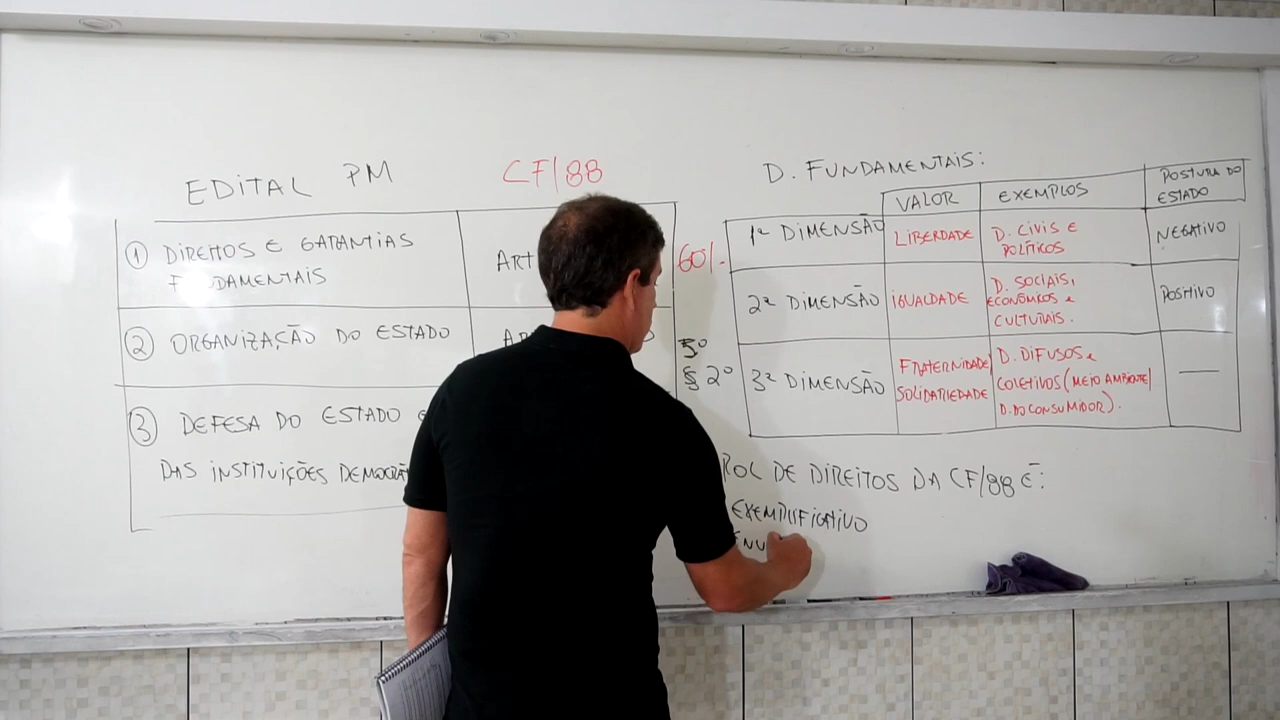 EDITAL PM
CF/88
1 DIREITOS E GARANTIAS
F DAMENTAIS
ART
60%.
2 ORGANIZAÇÃO DO ESTADO
3 DEFESA DO ESTADO E
DAS INSTITUIÇÕES DEMOCRÁ
5º
§ 2º
D. FUNDAMENTAIS:
VALOR
EXEMPLOS
POSTURA DO
ESTADO
1ª DIMENSÃO
LIBERDADE
D. CIVIS E
POLÍTICOS
NEGATIVO
2ª DIMENSÃO
IGUALDADE
D. SOCIAIS,
ECONÔMICOS E
CULTURAIS.
POSITIVO
3ª DIMENSÃO
FRATERNIDADE/
SOLIDARIEDADE
D. DIFUSOS E
COLETIVOS (MEIO AMBIENTE/
D. DO CONSUMIDOR).
—
ROL DE DIREITOS DA CF/88 É:
EXEMPLIFICATIVO
ENU